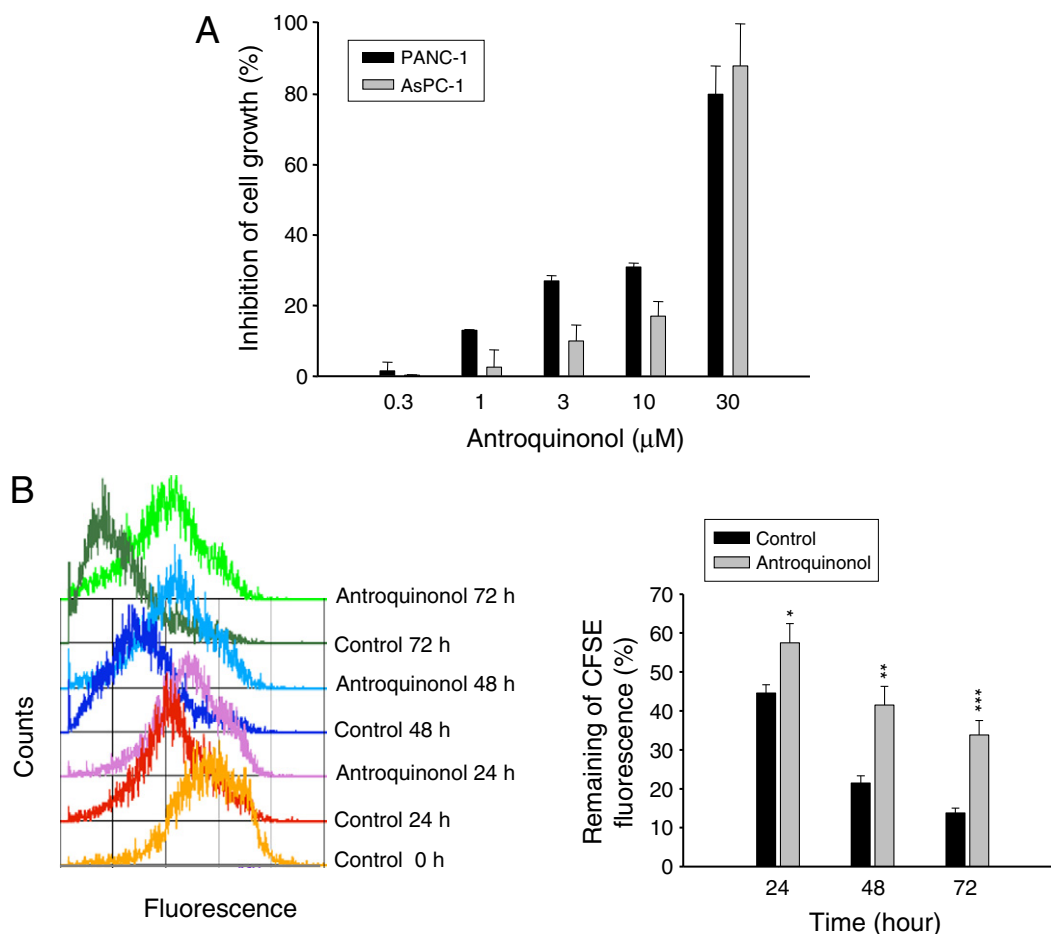 A
Inhibition of cell growth (%)
100
80
60
40
20
0
PANC-1
AsPC-1
0.3 1 3 10 30
Antroquinonol (μM)
B
Counts
Antroquinonol 72 h
Control 72 h
Antroquinonol 48 h
Control 48 h
Antroquinonol 24 h
Control 24 h
Control 0 h
Fluorescence
Control
Antroquinonol
Remaining of CFSE
fluorescence (%)
70
60
50
40
30
20
10
0
*
**
***
24 48 72
Time (hour)